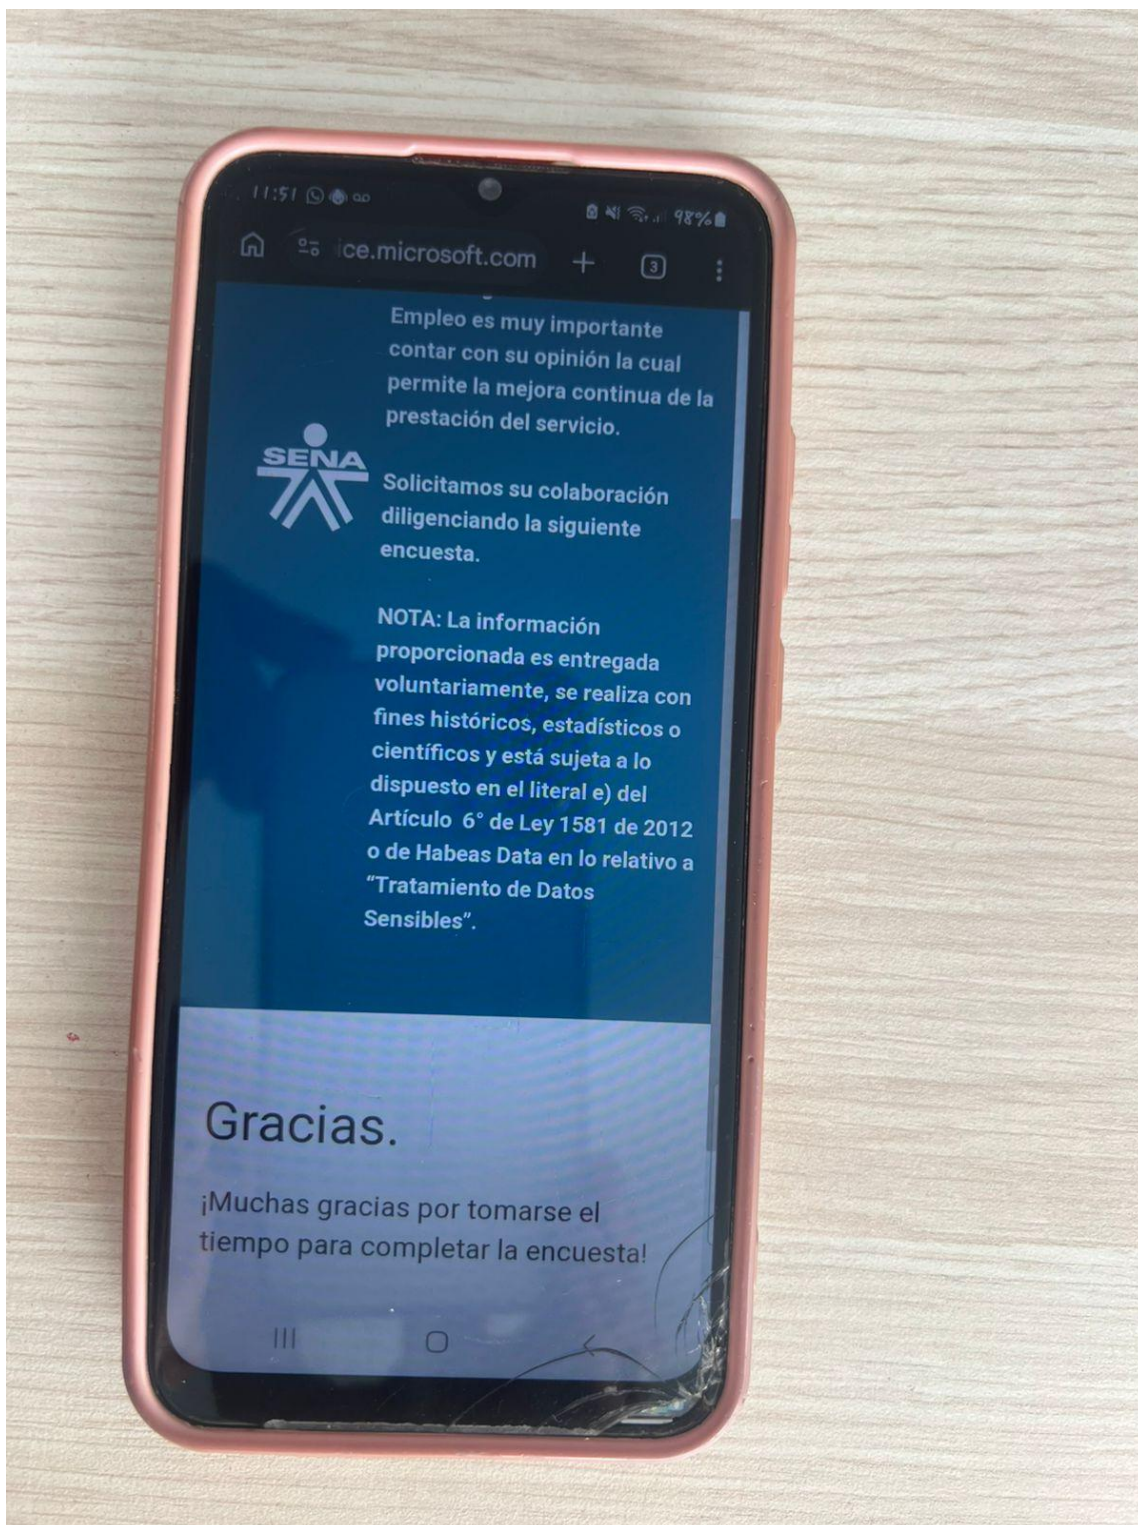 11:51
98%
ice.microsoft.com
3
Empleo es muy importante
contar con su opinión la cual
permite la mejora continua de la
prestación del servicio.
SENA
Solicitamos su colaboración
diligenciando la siguiente
encuesta.
NOTA: La información
proporcionada es entregada
voluntariamente, se realiza con
fines históricos, estadísticos o
científicos y está sujeta a lo
dispuesto en el literal e) del
Artículo 6° de Ley 1581 de 2012
o de Habeas Data en lo relativo a
“Tratamiento de Datos
Sensibles”.
Gracias.
¡Muchas gracias por tomarse el
tiempo para completar la encuesta!